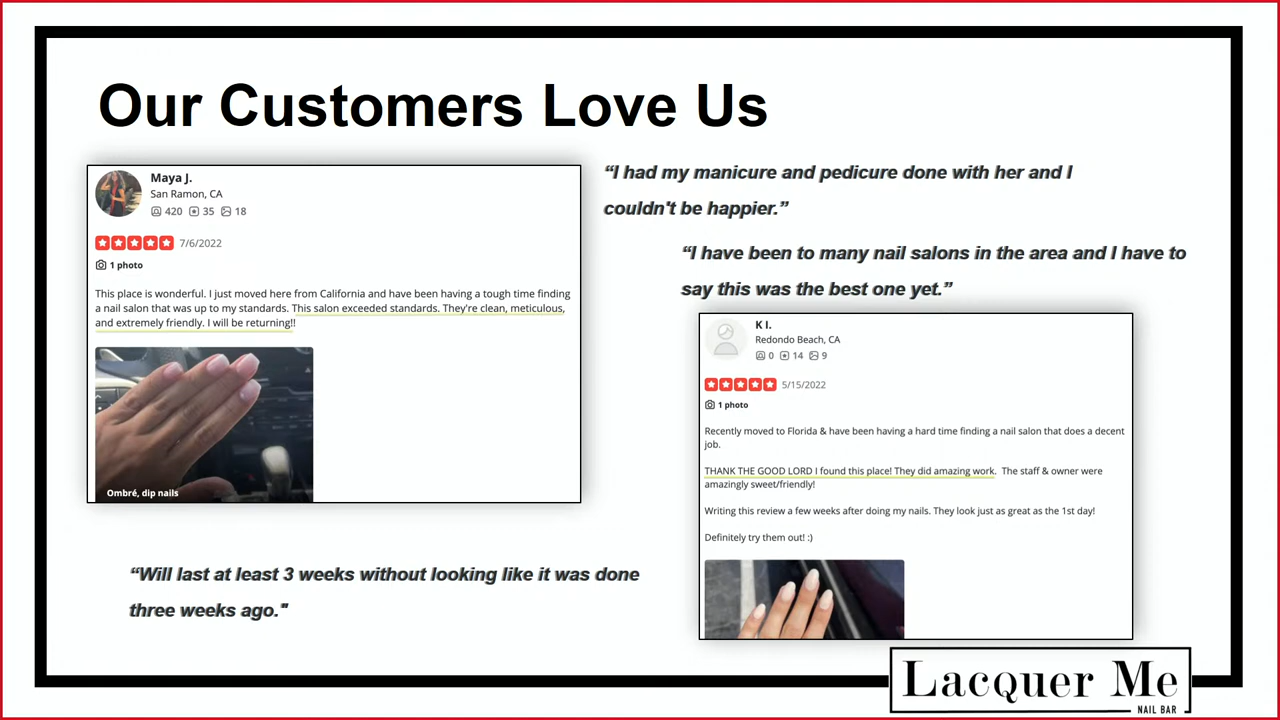 Our Customers Love Us
Maya J.
San Ramon, CA
420 35 18
7/6/2022
1 photo
This place is wonderful. I just moved here from California and have been having a tough time finding
a nail salon that was up to my standards. This salon exceeded standards. They're clean, meticulous,
and extremely friendly. I will be returning!!
Ombré, dip nails
“I had my manicure and pedicure done with her and I
couldn't be happier.”
“I have been to many nail salons in the area and I have to
say this was the best one yet.”
K I.
Redondo Beach, CA
0 14 9
5/15/2022
1 photo
Recently moved to Florida & have been having a hard time finding a nail salon that does a decent
job.
THANK THE GOOD LORD I found this place! They did amazing work. The staff & owner were
amazingly sweet/friendly!
Writing this review a few weeks after doing my nails. They look just as great as the 1st day!
Definitely try them out! :)
“Will last at least 3 weeks without looking like it was done
three weeks ago."
Lacquer Me
NAIL BAR